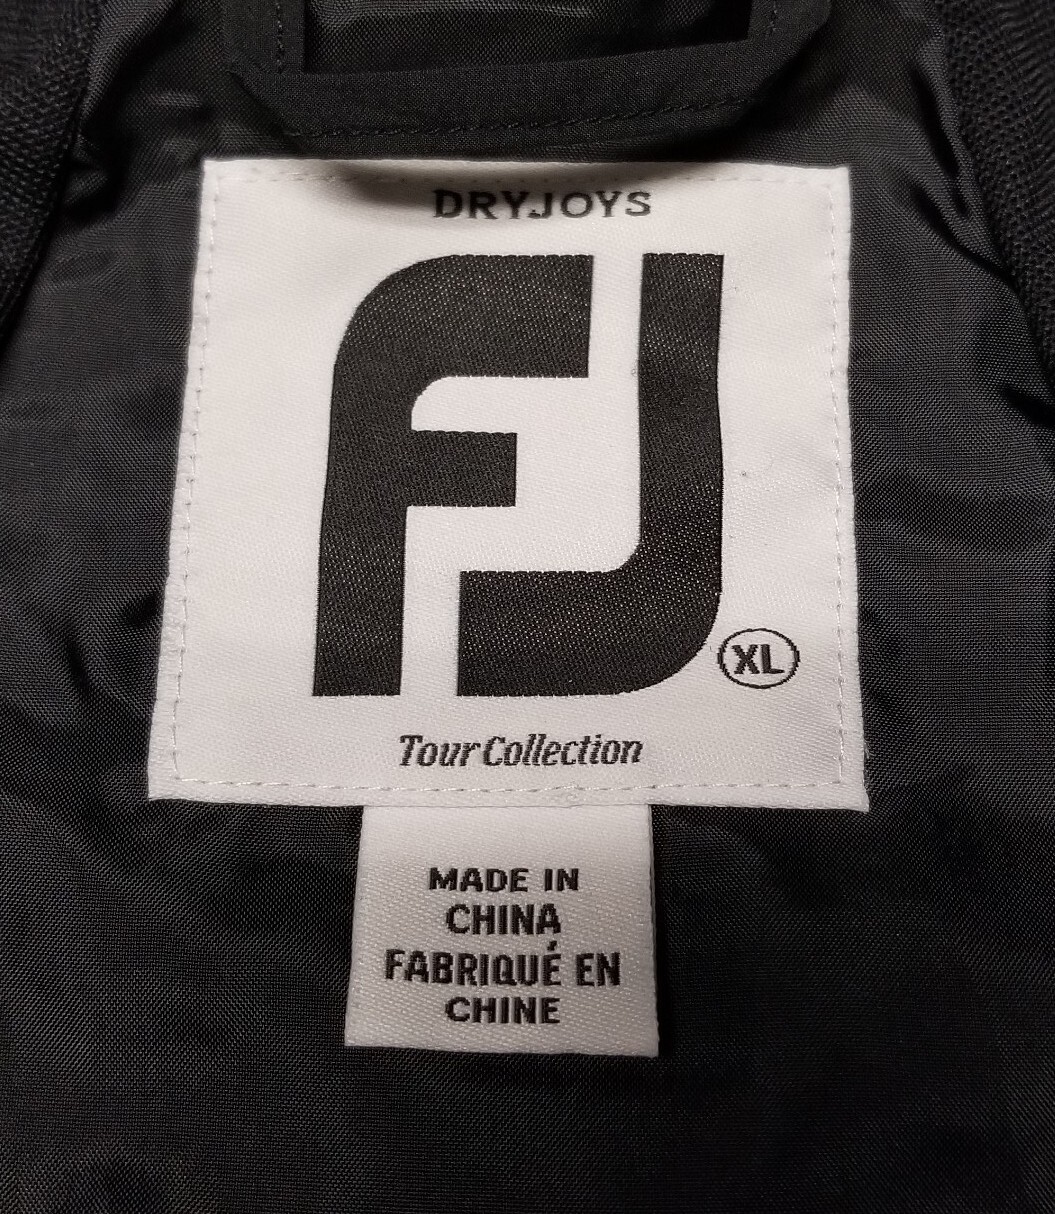 DRYJOYS
FJ
XL
Tour Collection
MADE IN
CHINA
FABRIQUÉ EN
CHINE